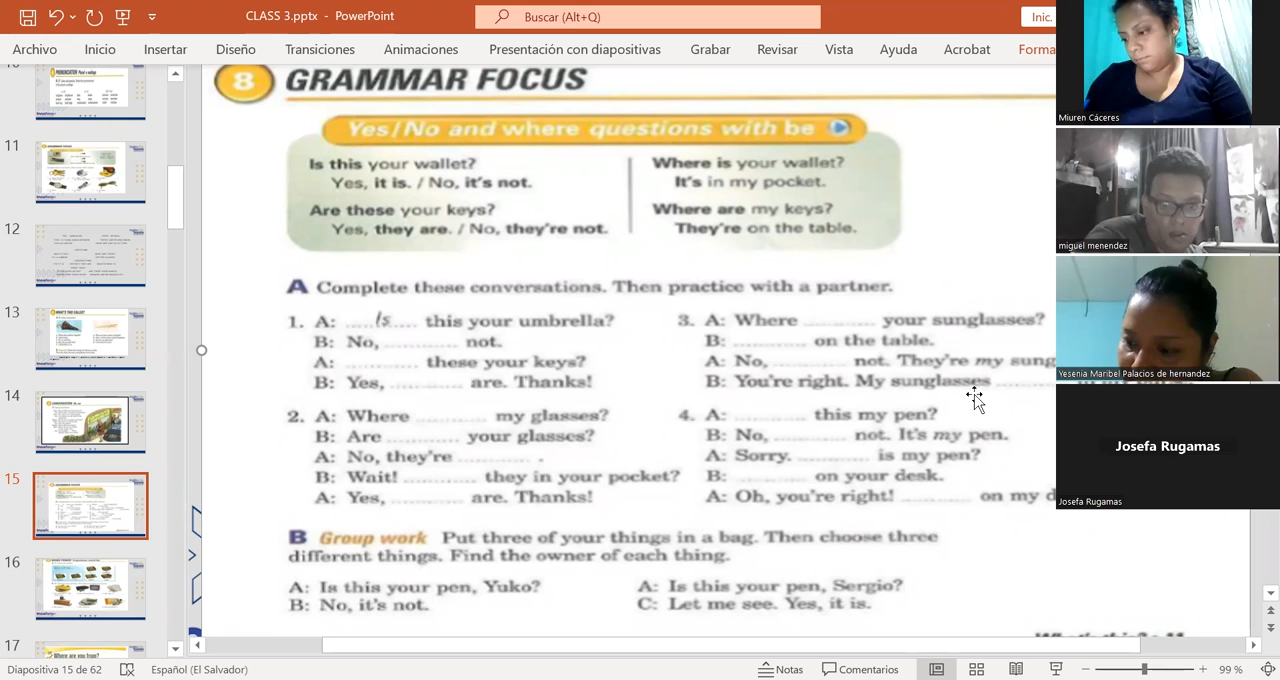 CLASS 3.pptx - PowerPoint
Buscar (Alt+Q)
Inic.
Archivo Inicio Insertar Diseño Transiciones Animaciones Presentación con diapositivas Grabar Revisar Vista Ayuda Acrobat Forma
11
12
13
14
15
16
17
8 GRAMMAR FOCUS
Yes/No and where questions with be
Is this your wallet?
Yes, it is. / No, it's not.
Are these your keys?
Yes, they are. / No, they're not.
Where is your wallet?
It's in my pocket.
Where are my keys?
They're on the table.
A Complete these conversations. Then practice with a partner.
1. A: ....Is.... this your umbrella?
B: No, ............ not.
A: ............ these your keys?
B: Yes, ............ are. Thanks!
2. A: Where ............ my glasses?
B: Are ............ your glasses?
A: No, they're ............ .
B: Wait! ............ they in your pocket?
A: Yes, ............ are. Thanks!
3. A: Where ............ your sunglasses?
B: ............ on the table.
A: No, ............ not. They're my sung
B: You're right. My sunglasses ............
4. A: ............ this my pen?
B: No, ............ not. It's my pen.
A: Sorry. ............ is my pen?
B: ............ on your desk.
A: Oh, you're right! ............ on my d
B Group work Put three of your things in a bag. Then choose three
different things. Find the owner of each thing.
A: Is this your pen, Yuko?
B: No, it's not.
A: Is this your pen, Sergio?
C: Let me see. Yes, it is.
Miuren Cáceres
miguel menendez
Yesenia Maribel Palacios de hernandez
Josefa Rugamas
Josefa Rugamas
Diapositiva 15 de 62 Español (El Salvador) Notas Comentarios 99 %